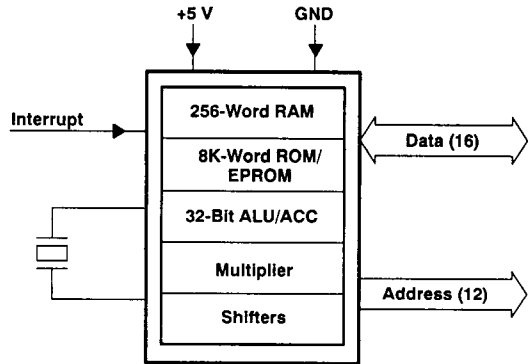 +5 V GND
Interrupt
256-Word RAM
8K-Word ROM/
EPROM
32-Bit ALU/ACC
Multiplier
Shifters
Data (16)
Address (12)